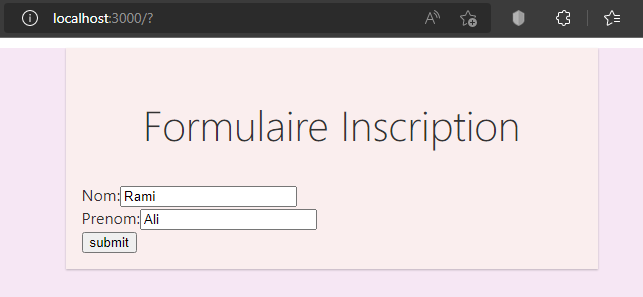 localhost:3000/?
Formulaire Inscription
Nom:Rami
Prenom:Ali
submit